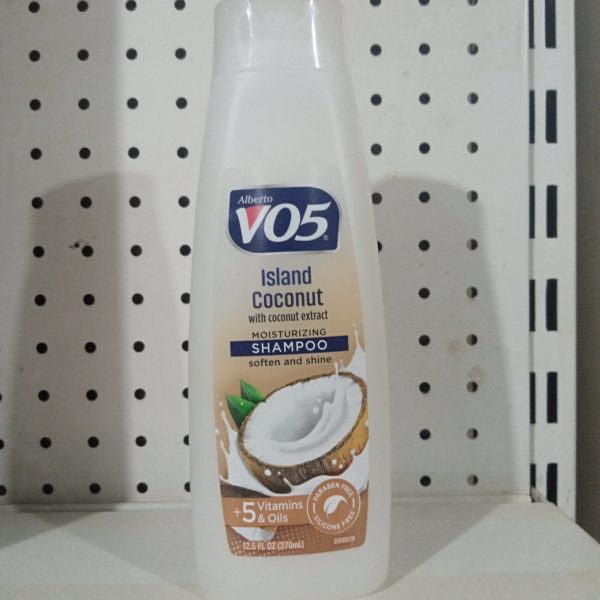 Alberto
VO5®
Island
Coconut
with coconut extract
MOISTURIZING
SHAMPOO
soften and shine
+5 Vitamins
& Oils
PARABEN FREE
SILICONE FREE
12.5 FL OZ (370mL)